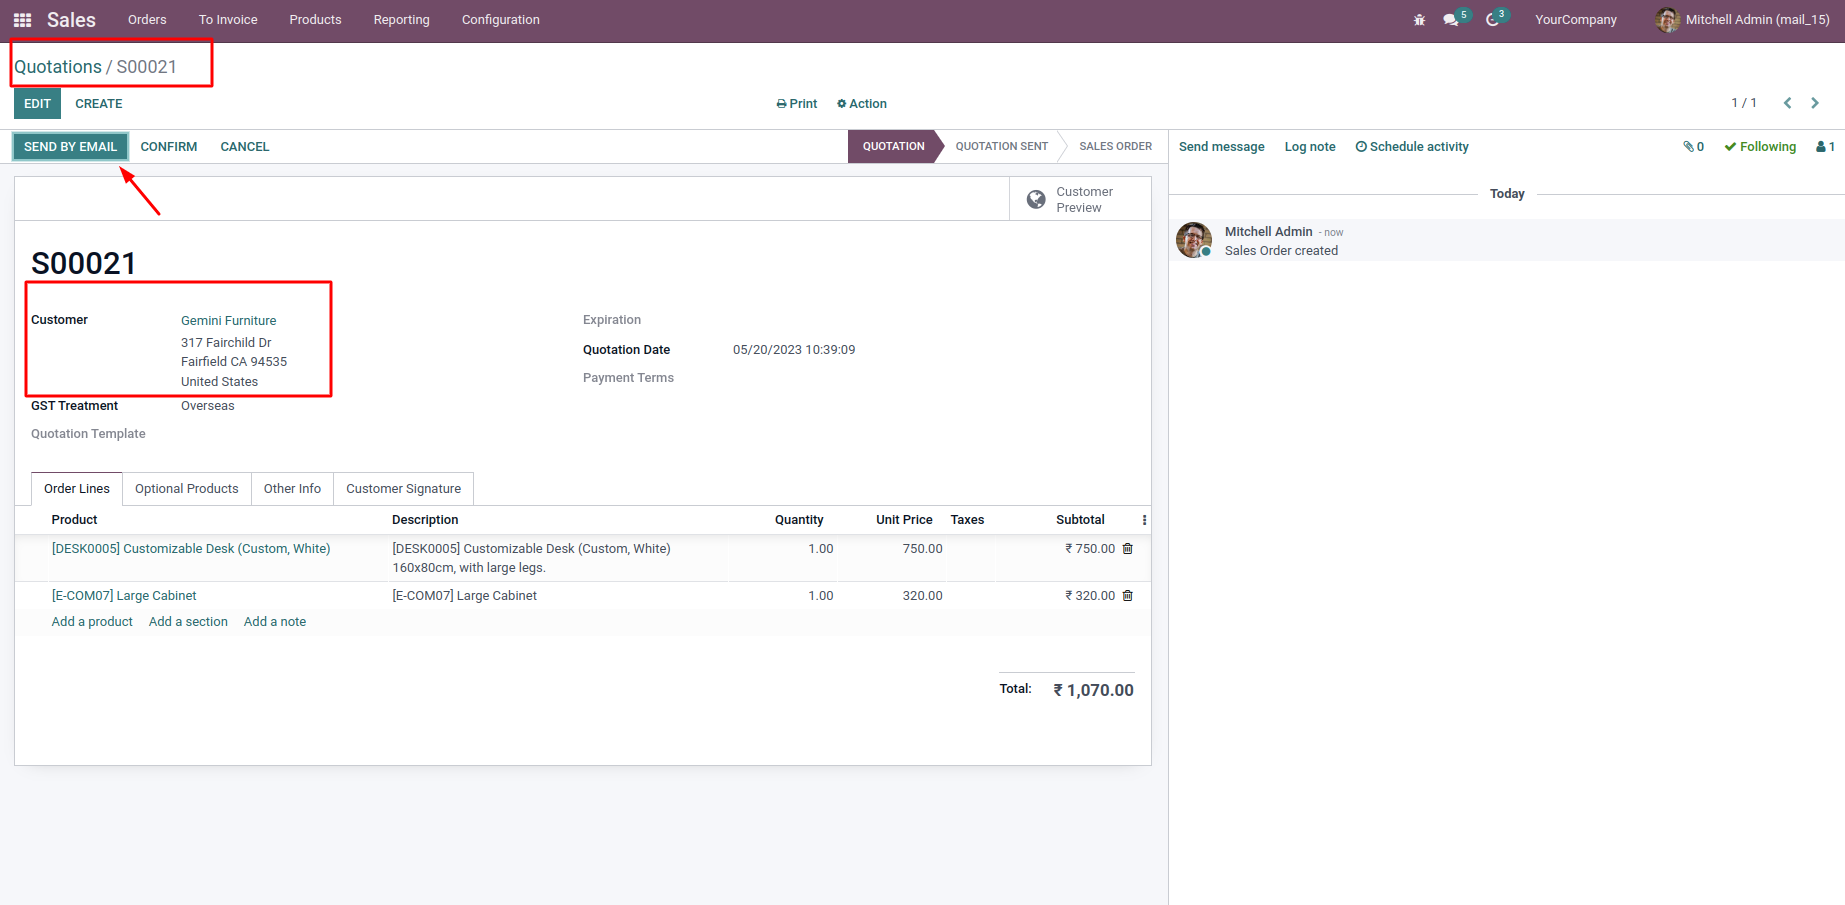 Sales Orders To Invoice Products Reporting Configuration 5 3 YourCompany Mitchell Admin (mail_15)
Quotations / S00021
EDIT CREATE Print Action 1 / 1
SEND BY EMAIL CONFIRM CANCEL QUOTATION QUOTATION SENT SALES ORDER Send message Log note Schedule activity 0 Following 1
Customer
Preview
Today
Mitchell Admin - now
Sales Order created
S00021
Customer Gemini Furniture
317 Fairchild Dr
Fairfield CA 94535
United States
GST Treatment Overseas
Quotation Template
Expiration
Quotation Date 05/20/2023 10:39:09
Payment Terms
Order Lines Optional Products Other Info Customer Signature
Product Description Quantity Unit Price Taxes Subtotal
[DESK0005] Customizable Desk (Custom, White) [DESK0005] Customizable Desk (Custom, White) 1.00 750.00 ₹ 750.00
160x80cm, with large legs.
[E-COM07] Large Cabinet [E-COM07] Large Cabinet 1.00 320.00 ₹ 320.00
Add a product Add a section Add a note
Total: ₹ 1,070.00